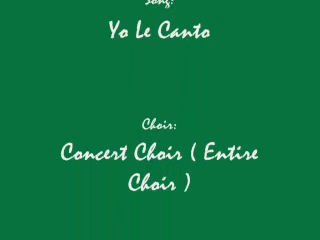 Song:
Yo Le Canto
Choir:
Concert Choir ( Entire
Choir )